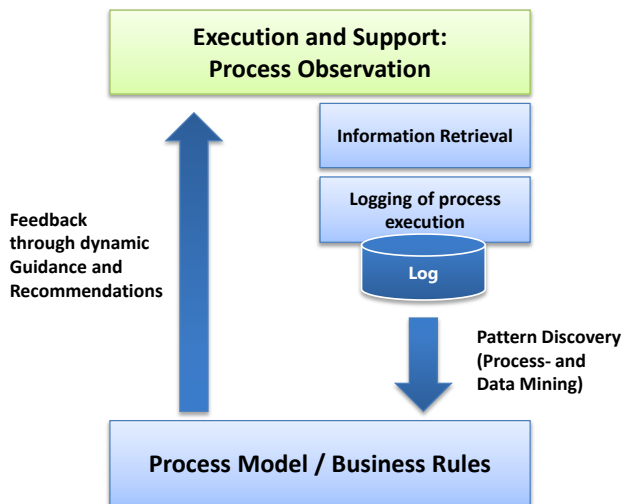 Execution and Support:
Process Observation
Information Retrieval
Logging of process
execution
Log
Feedback
through dynamic
Guidance and
Recommendations
Pattern Discovery
(Process- and
Data Mining)
Process Model / Business Rules